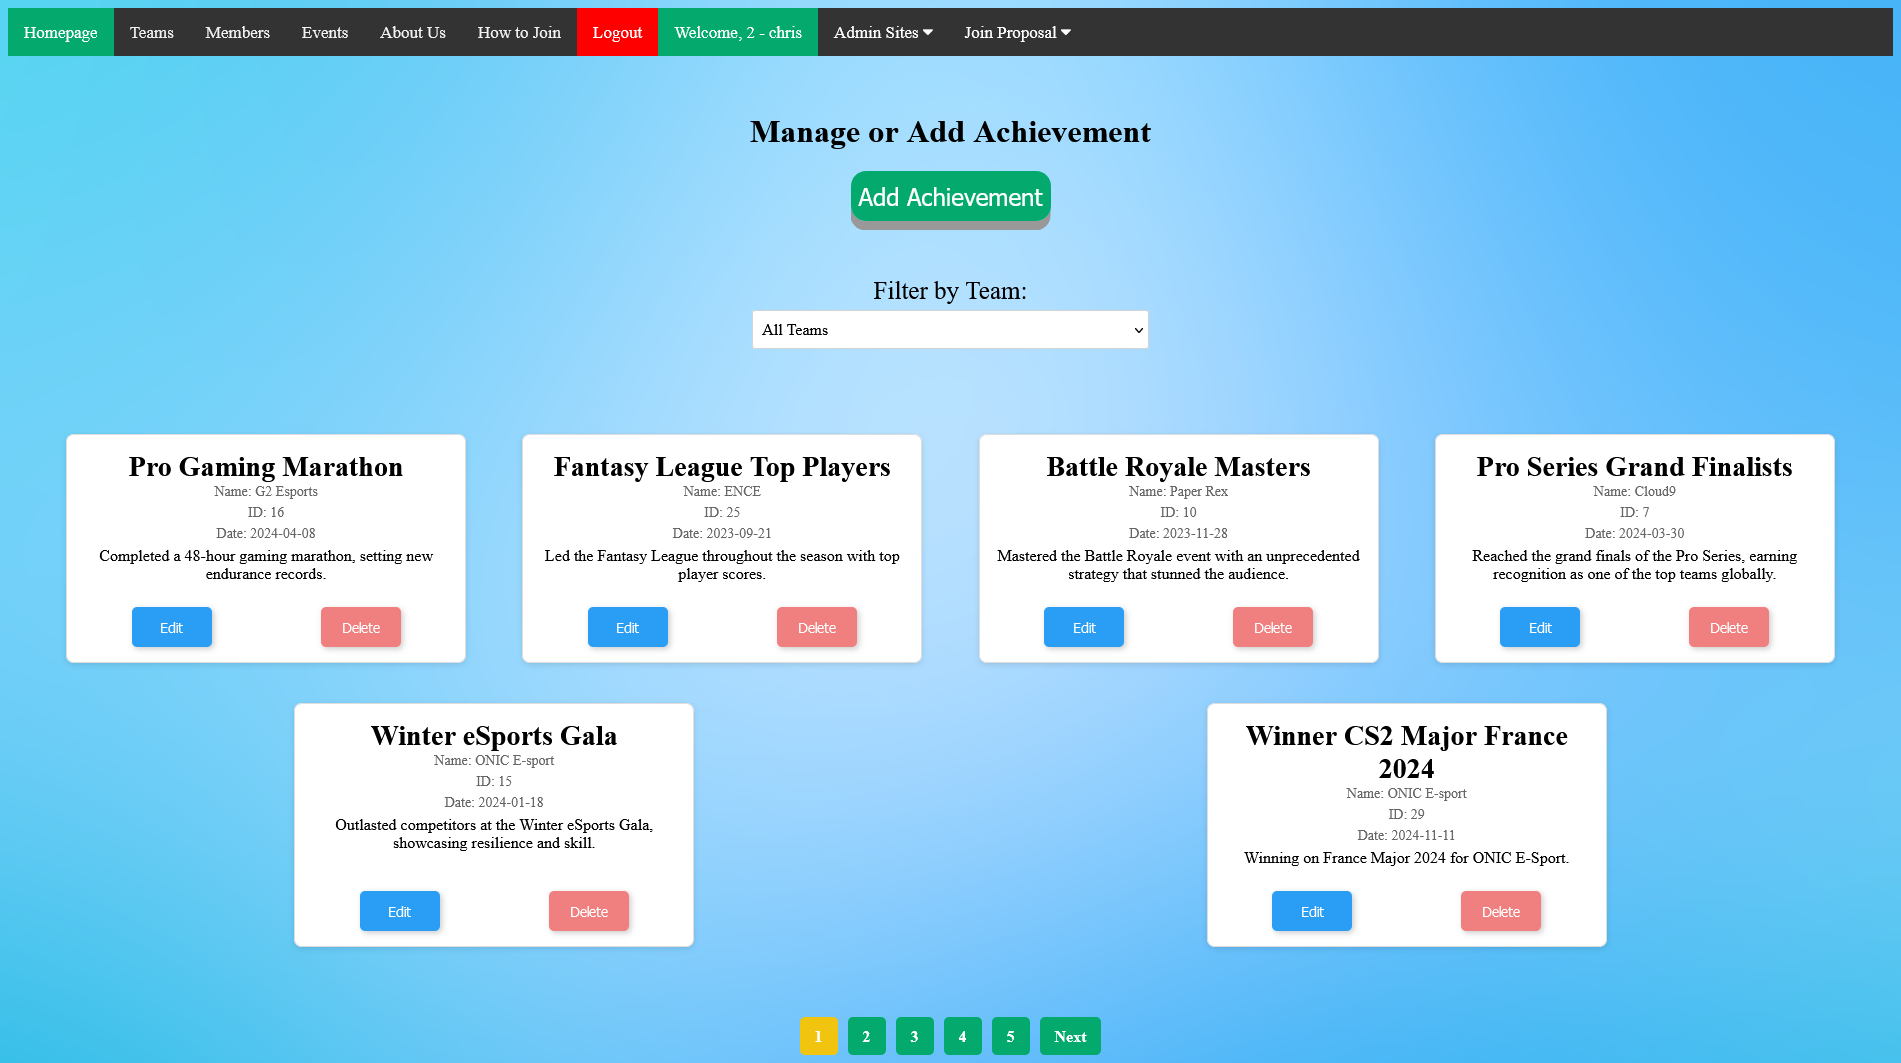 Homepage Teams Members Events About Us How to Join Logout Welcome, 2 - chris Admin Sites Join Proposal
Manage or Add Achievement
Add Achievement
Filter by Team:
All Teams
Pro Gaming Marathon
Name: G2 Esports
ID: 16
Date: 2024-04-08
Completed a 48-hour gaming marathon, setting new
endurance records.
Edit Delete
Fantasy League Top Players
Name: ENCE
ID: 25
Date: 2023-09-21
Led the Fantasy League throughout the season with top
player scores.
Edit Delete
Battle Royale Masters
Name: Paper Rex
ID: 10
Date: 2023-11-28
Mastered the Battle Royale event with an unprecedented
strategy that stunned the audience.
Edit Delete
Pro Series Grand Finalists
Name: Cloud9
ID: 7
Date: 2024-03-30
Reached the grand finals of the Pro Series, earning
recognition as one of the top teams globally.
Edit Delete
Winter eSports Gala
Name: ONIC E-sport
ID: 15
Date: 2024-01-18
Outlasted competitors at the Winter eSports Gala,
showcasing resilience and skill.
Edit Delete
Winner CS2 Major France
2024
Name: ONIC E-sport
ID: 29
Date: 2024-11-11
Winning on France Major 2024 for ONIC E-Sport.
Edit Delete
1 2 3 4 5 Next